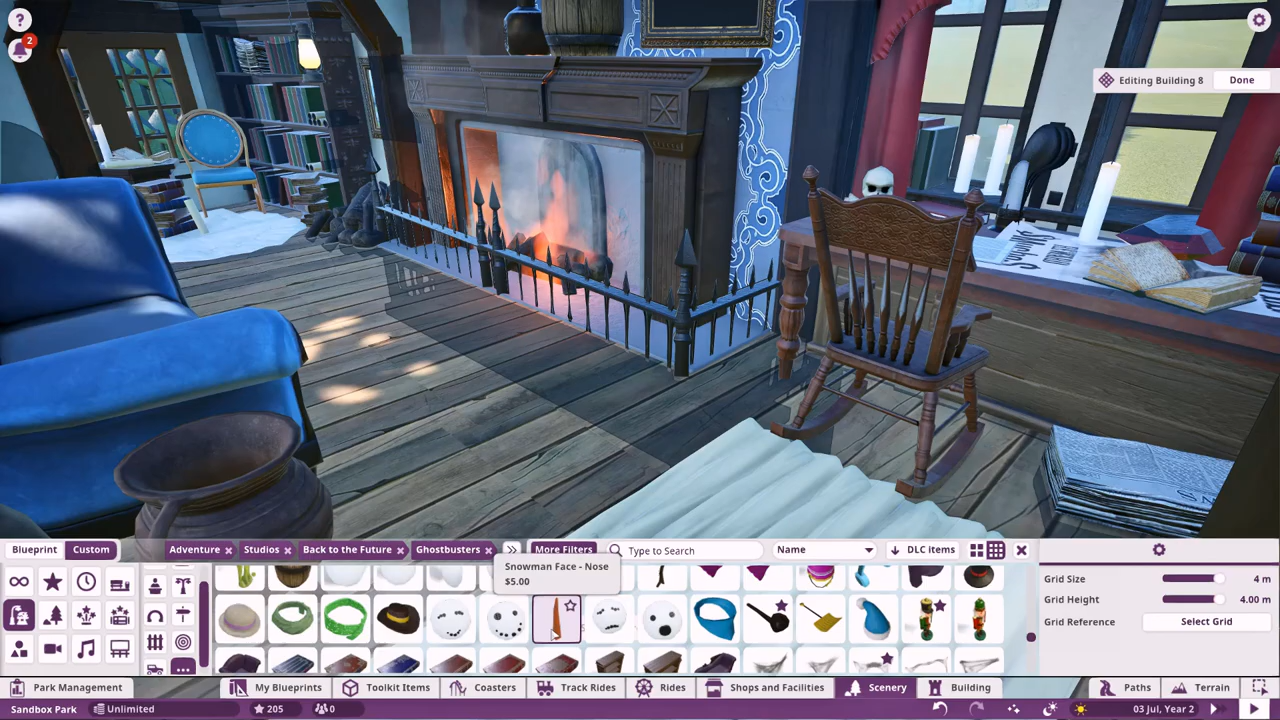 ?
2
Editing Building 8
Done
Blueprint
Custom
Adventure ×
Studios ×
Back to the Future ×
Ghostbusters ×
More Filters
Type to Search
Name
DLC items
Snowman Face - Nose
$5.00
Grid Size
4 m
Grid Height
4.00 m
Grid Reference
Select Grid
Park Management
My Blueprints
Toolkit Items
Coasters
Track Rides
Rides
Shops and Facilities
Scenery
Building
Paths
Terrain
Sandbox Park
Unlimited
205
0
03 Jul, Year 2